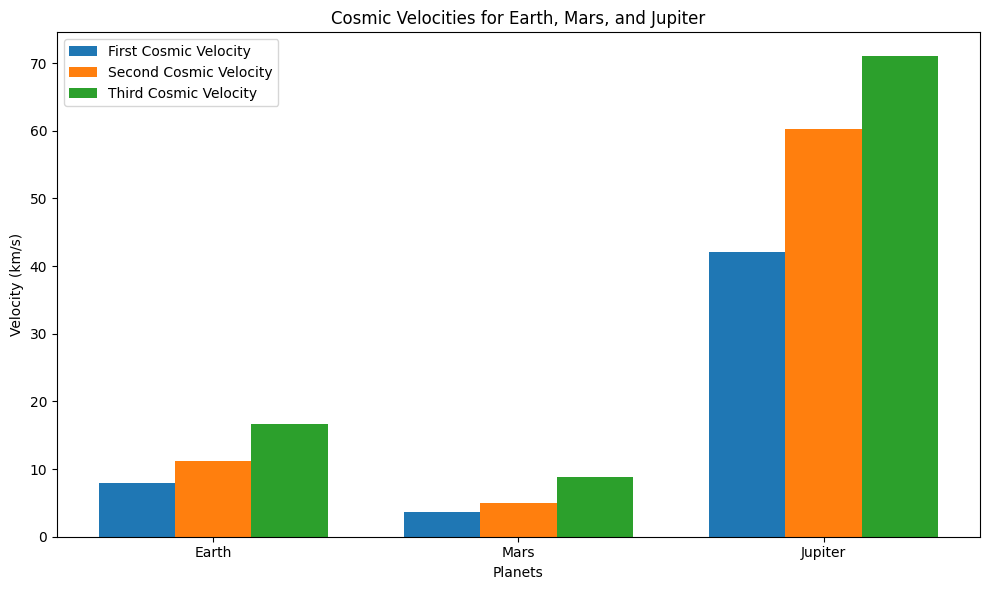 Cosmic Velocities for Earth, Mars, and Jupiter
First Cosmic Velocity
Second Cosmic Velocity
Third Cosmic Velocity
Velocity (km/s)
70
60
50
40
30
20
10
0
Earth Mars Jupiter
Planets